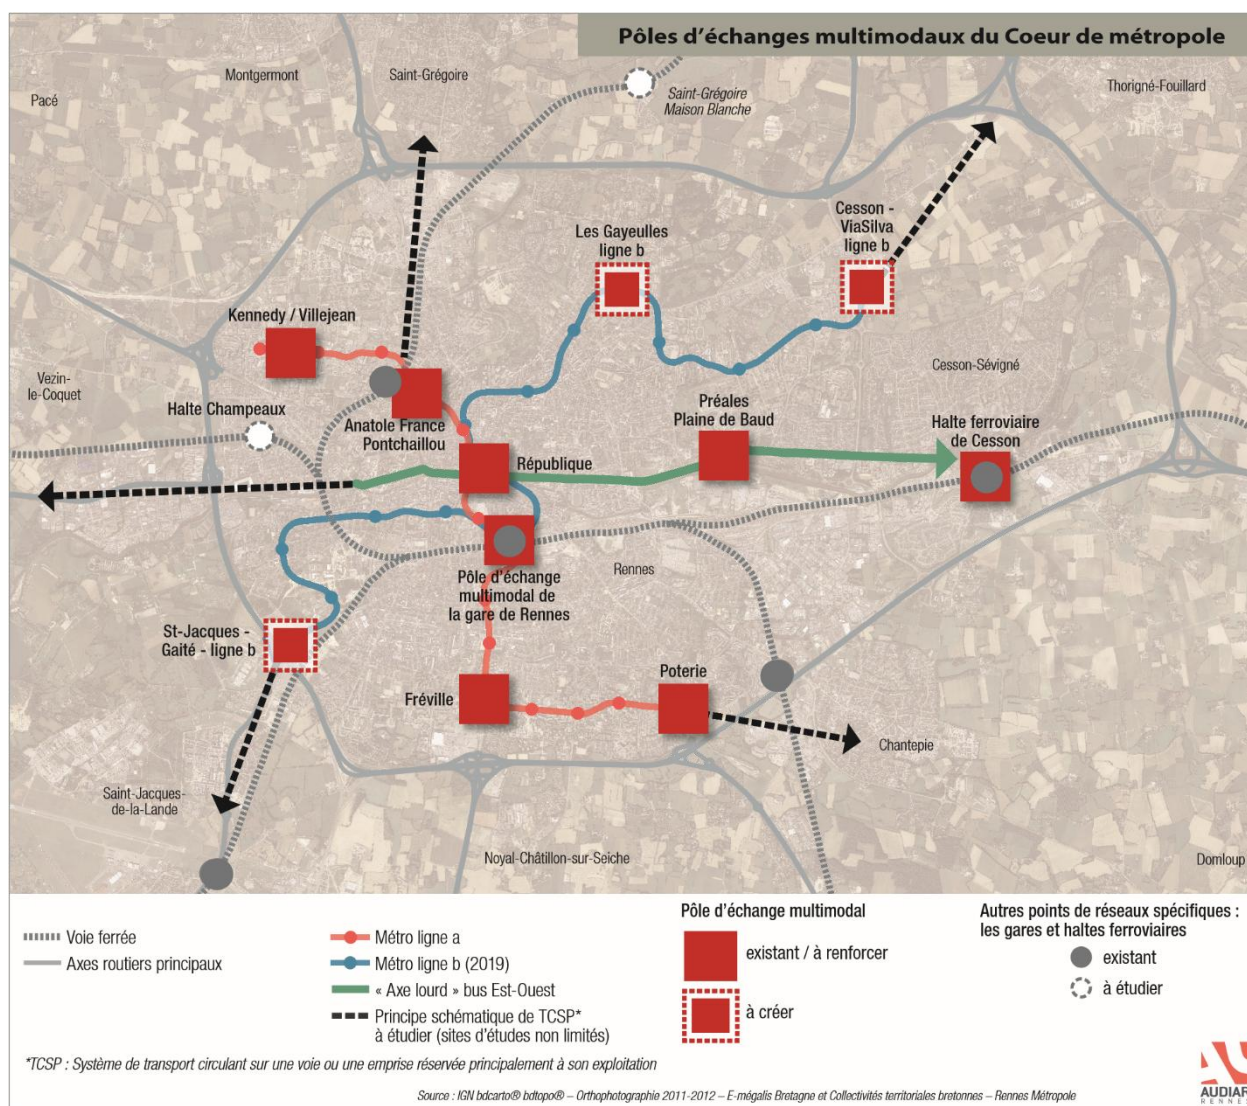 Pôles d'échanges multimodaux du Coeur de métropole
Montgermont
Saint-Grégoire
Pacé
Saint-Grégoire
Maison Blanche
Thorigné-Fouillard
Cesson -
ViaSilva
ligne b
Les Gayeulles
ligne b
Kennedy / Villejean
Vezin-
le-Coquet
Cesson-Sévigné
Halte Champeaux
Anatole France
Pontchaillou
Préales
Plaine de Baud
Halte ferroviaire
de Cesson
République
Rennes
Pôle d'échange
multimodal de
la gare de Rennes
St-Jacques -
Gaité - ligne b
Poterie
Fréville
Chantepie
Saint-Jacques-
de-la-Lande
Noyal-Châtillon-sur-Seiche
Domloup
Voie ferrée
Axes routiers principaux
Métro ligne a
Métro ligne b (2019)
« Axe lourd » bus Est-Ouest
Principe schématique de TCSP*
à étudier (sites d'études non limités)
Pôle d'échange multimodal
existant / à renforcer
à créer
Autres points de réseaux spécifiques :
les gares et haltes ferroviaires
existant
à étudier
*TCSP : Système de transport circulant sur une voie ou une emprise réservée principalement à son exploitation
Source : IGN bdcarto® bdtopo® – Orthophotographie 2011-2012 – E-mégalis Bretagne et Collectivités territoriales bretonnes – Rennes Métropole
AUDIAR
RENNES